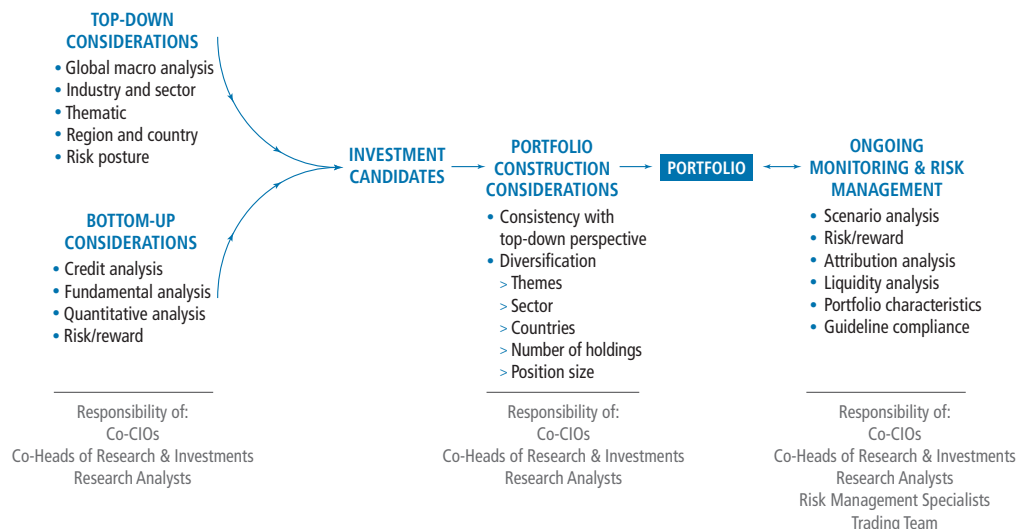 TOP-DOWN
CONSIDERATIONS
• Global macro analysis
• Industry and sector
• Thematic
• Region and country
• Risk posture
BOTTOM-UP
CONSIDERATIONS
• Credit analysis
• Fundamental analysis
• Quantitative analysis
• Risk/reward
Responsibility of:
Co-CIOs
Co-Heads of Research & Investments
Research Analysts
INVESTMENT
CANDIDATES
PORTFOLIO
CONSTRUCTION
CONSIDERATIONS
• Consistency with
top-down perspective
• Diversification
> Themes
> Sector
> Countries
> Number of holdings
> Position size
Responsibility of:
Co-CIOs
Co-Heads of Research & Investments
Research Analysts
PORTFOLIO
ONGOING
MONITORING & RISK
MANAGEMENT
• Scenario analysis
• Risk/reward
• Attribution analysis
• Liquidity analysis
• Portfolio characteristics
• Guideline compliance
Responsibility of:
Co-CIOs
Co-Heads of Research & Investments
Research Analysts
Risk Management Specialists
Trading Team